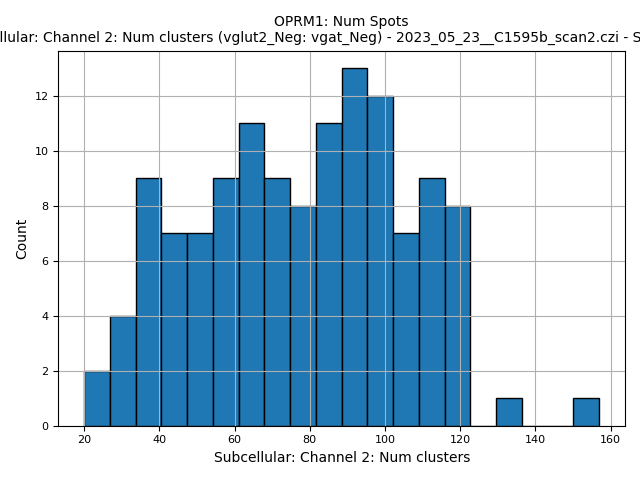 OPRM1: Num Spots
llular: Channel 2: Num clusters (vglut2_Neg: vgat_Neg) - 2023_05_23__C1595b_scan2.czi - S
12
10
8
6
4
2
0
Count
20 40 60 80 100 120 140 160
Subcellular: Channel 2: Num clusters